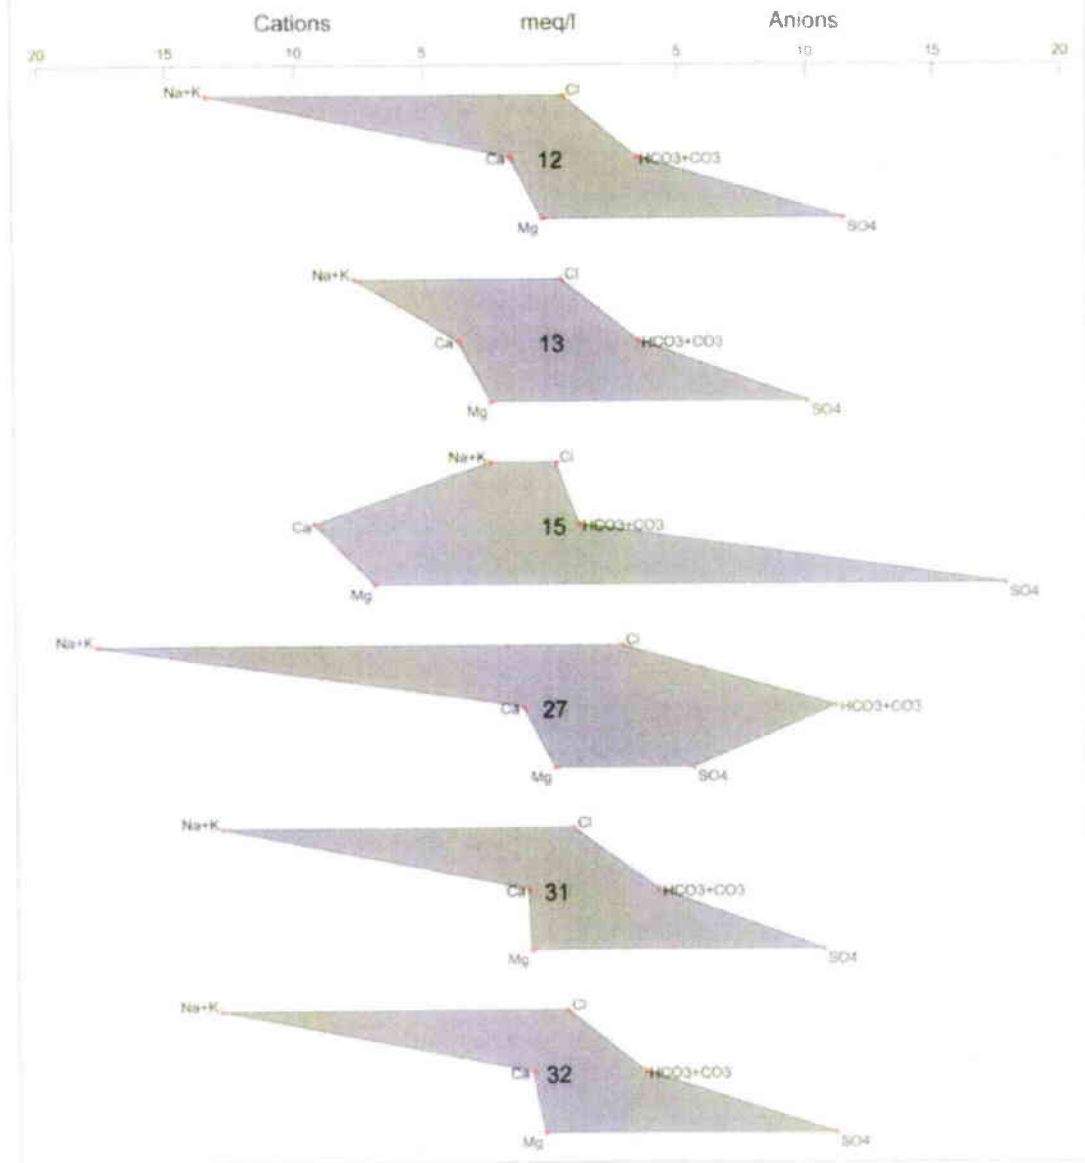 Cations meq/l Anions
20 15 10 5 5 10 15 20
Na+K Cl
Ca 12 HCO3+CO3
Mg SO4
Na+K Cl
Ca 13 HCO3+CO3
Mg SO4
Na+K Cl
Ca 15 HCO3+CO3
Mg SO4
Na+K Cl
Ca 27 HCO3+CO3
Mg SO4
Na+K Cl
Ca 31 HCO3+CO3
Mg SO4
Na+K Cl
Ca 32 HCO3+CO3
Mg SO4